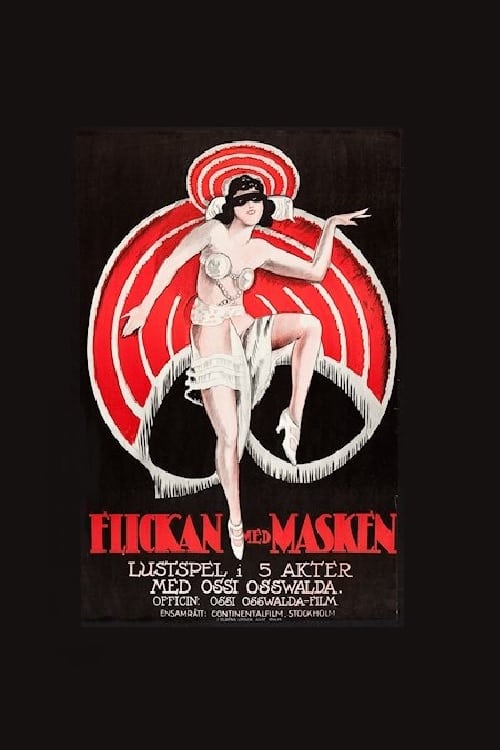 FLICKAN MED MASKEN
LUSTSPEL i 5 AKTER
MED OSSI OSSWALDA.
OFFICIN: OSSI OSSWALDA-FILM.
ENSAMRÄTT: CONTINENTALFILM, STOCKHOLM